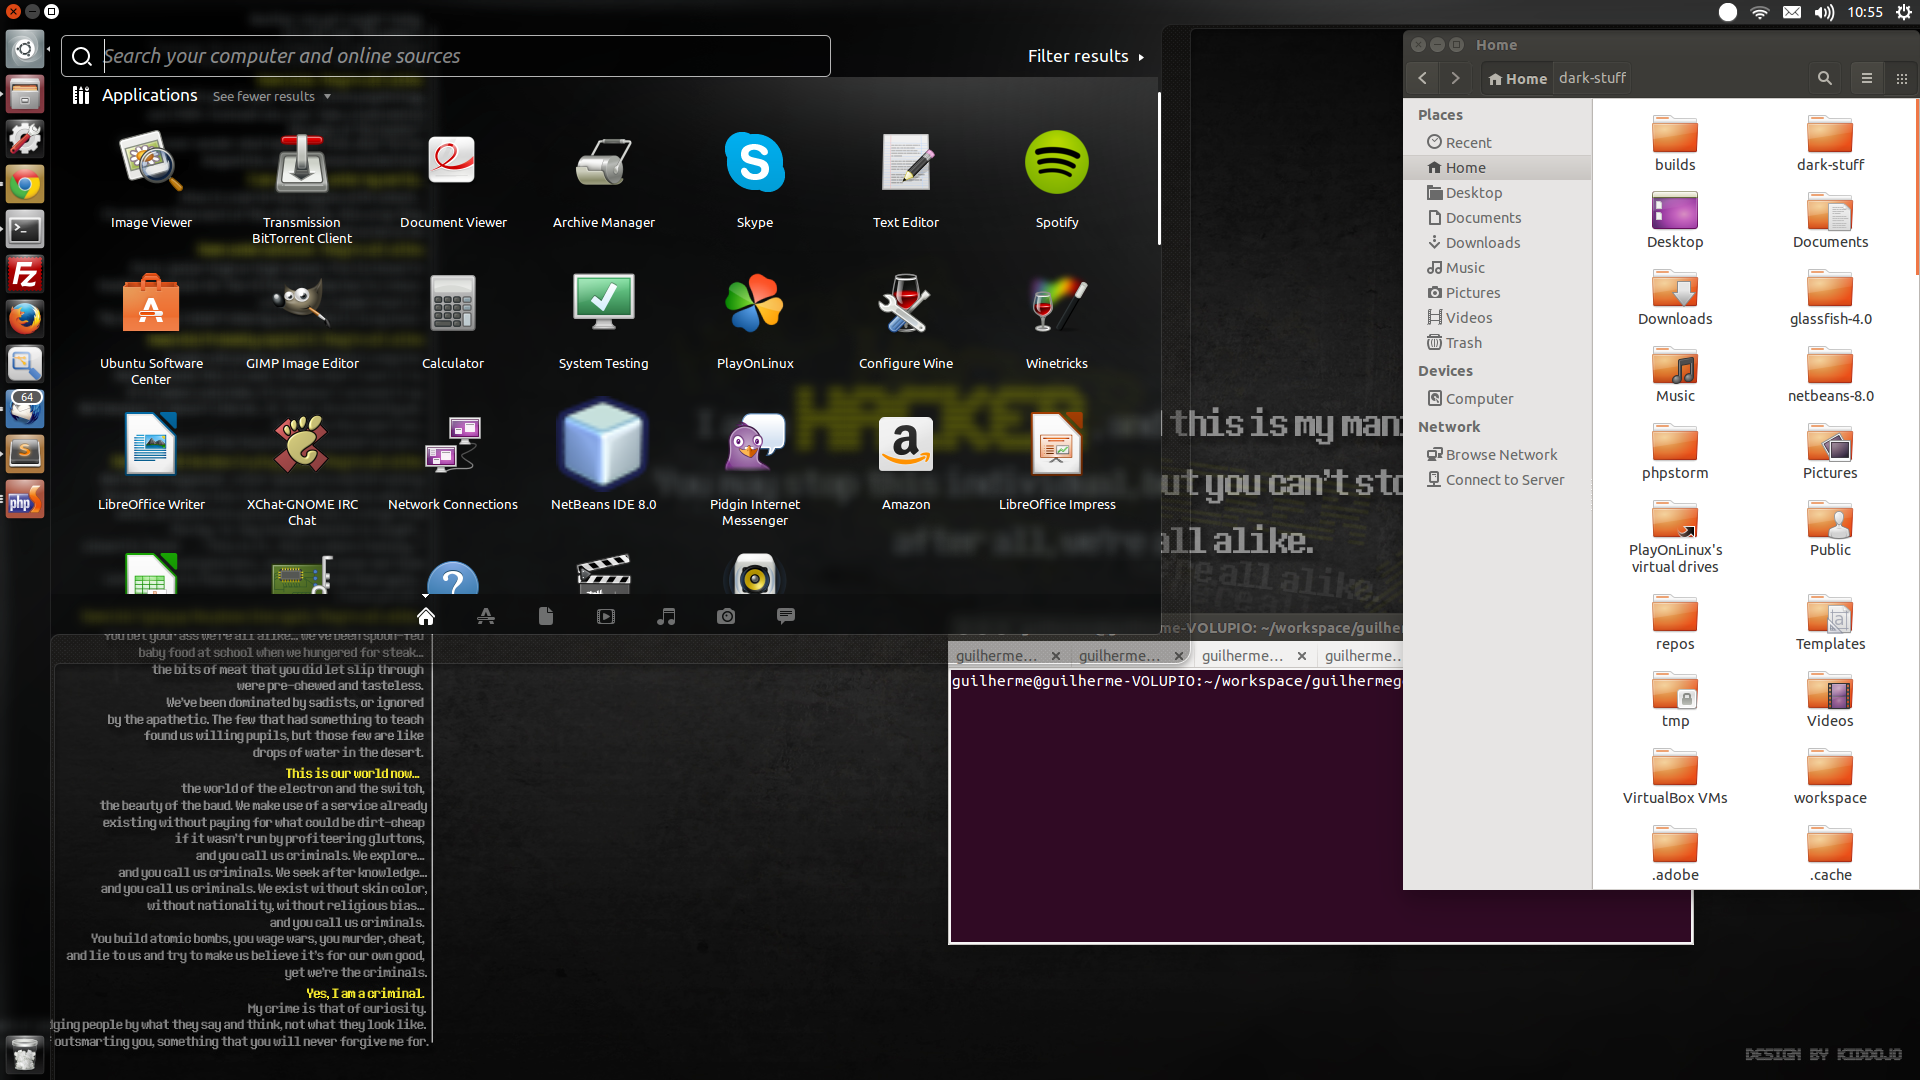 10:55
Search your computer and online sources
Filter results
Applications See fewer results
Image Viewer
Transmission
BitTorrent Client
Document Viewer
Archive Manager
Skype
Text Editor
Spotify
Ubuntu Software
Center
GIMP Image Editor
Calculator
System Testing
PlayOnLinux
Configure Wine
Winetricks
LibreOffice Writer
XChat-GNOME IRC
Chat
Network Connections
NetBeans IDE 8.0
Pidgin Internet
Messenger
Amazon
LibreOffice Impress
64
HACKER
and this is my man
but you can't sto
after all, we're all alike.
You bet your ass we're all alike... we've been spoon-fed
baby food at school when we hungered for steak...
the bits of meat that you did let slip through
were pre-chewed and tasteless.
We've been dominated by sadists, or ignored
by the apathetic. The few that had something to teach
found us willing pupils, but those few are like
drops of water in the desert.
This is our world now...
the world of the electron and the switch,
the beauty of the baud. We make use of a service already
existing without paying for what could be dirt-cheap
if it wasn't run by profiteering gluttons,
and you call us criminals. We explore...
and you call us criminals. We seek after knowledge...
and you call us criminals. We exist without skin color,
without nationality, without religious bias...
and you call us criminals.
You build atomic bombs, you wage wars, you murder, cheat,
and lie to us and try to make us believe it's for our own good,
yet we're the criminals.
Yes, I am a criminal.
My crime is that of curiosity.
dging people by what they say and think, not what they look like.
outsmarting you, something that you will never forgive me for.
-VOLUPIO: ~/workspace/guilher
guilherme... guilherme... guilherme... guilherme...
guilherme@guilherme-VOLUPIO:~/workspace/guilhermeg
Home
Home dark-stuff
Places
Recent
Home
Desktop
Documents
Downloads
Music
Pictures
Videos
Trash
Devices
Computer
Network
Browse Network
Connect to Server
builds
dark-stuff
Desktop
Documents
Downloads
glassfish-4.0
Music
netbeans-8.0
phpstorm
Pictures
PlayOnLinux's
virtual drives
Public
repos
Templates
tmp
Videos
VirtualBox VMs
workspace
.adobe
.cache
DESIGN BY KIDDOJO